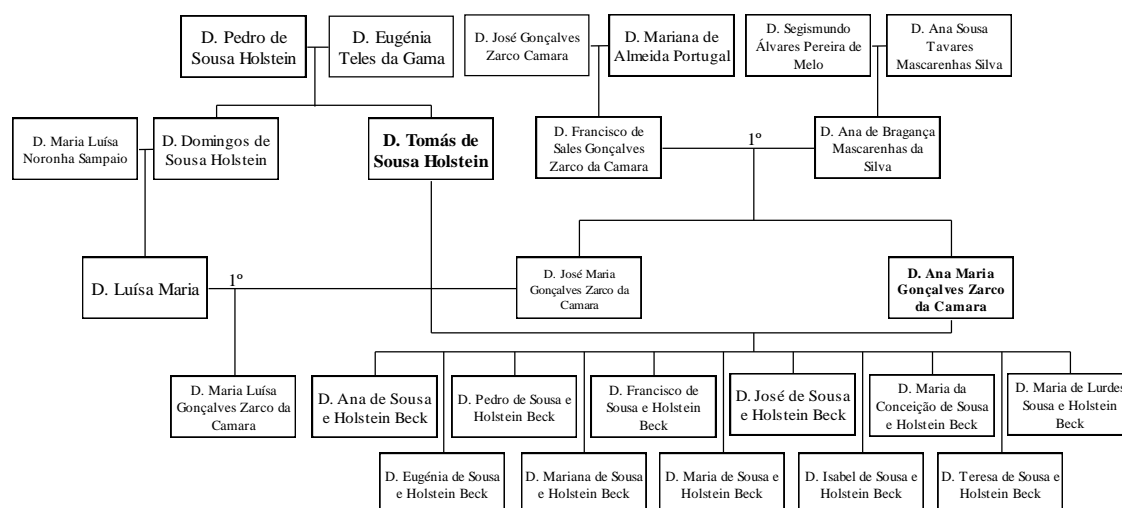 D. Pedro de
Sousa Holstein
D. Eugénia
Teles da Gama
D. José Gonçalves
Zarco Camara
D. Mariana de
Almeida Portugal
D. Segismundo
Álvares Pereira de
Melo
D. Ana Sousa
Tavares
Mascarenhas Silva
D. Maria Luísa
Noronha Sampaio
D. Domingos de
Sousa Holstein
D. Tomás de
Sousa Holstein
D. Francisco de
Sales Gonçalves
Zarco da Camara
1º
D. Ana de Bragança
Mascarenhas da
Silva
D. Luísa Maria
1º
D. José Maria
Gonçalves Zarco da
Camara
D. Ana Maria
Gonçalves Zarco
da Camara
D. Maria Luísa
Gonçalves Zarco da
Camara
D. Ana de Sousa
e Holstein Beck
D. Pedro de Sousa e
Holstein Beck
D. Francisco de
Sousa e Holstein
Beck
D. José de Sousa
e Holstein Beck
D. Maria da
Conceição de Sousa
e Holstein Beck
D. Maria de Lurdes
Sousa e Holstein
Beck
D. Eugénia de Sousa
e Holstein Beck
D. Mariana de Sousa
e Holstein Beck
D. Maria de Sousa
e Holstein Beck
D. Isabel de Sousa
e Holstein Beck
D. Teresa de Sousa
e Holstein Beck